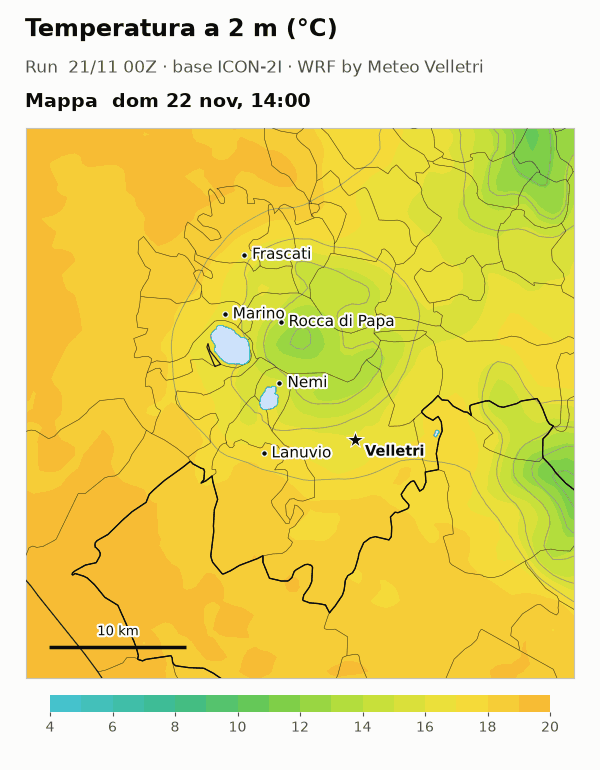 Temperatura a 2 m (°C)
Run 21/11 00Z · base ICON-2I · WRF by Meteo Velletri
Mappa dom 22 nov, 14:00
Frascati
Marino
Rocca di Papa
Nemi
Velletri
Lanuvio
10 km
4 6 8 10 12 14 16 18 20